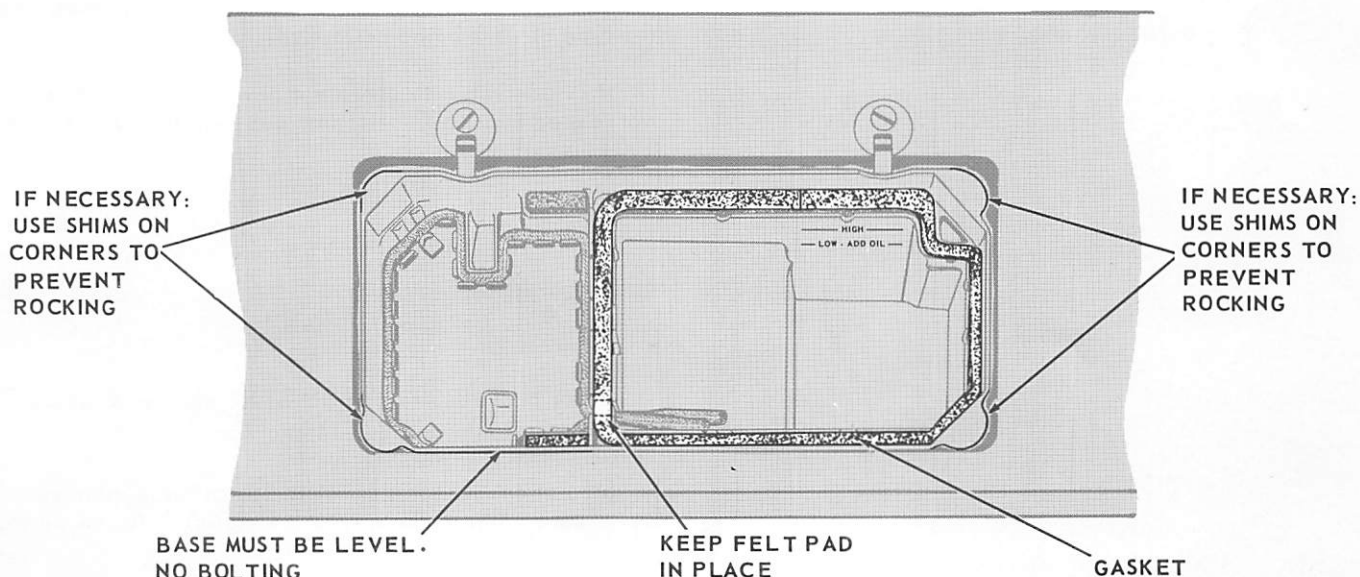 IF NECESSARY:
USE SHIMS ON
CORNERS TO
PREVENT
ROCKING
HIGH
LOW - ADD OIL
IF NECESSARY:
USE SHIMS ON
CORNERS TO
PREVENT
ROCKING
BASE MUST BE LEVEL.
NO BOLTING
KEEP FELT PAD
IN PLACE
GASKET